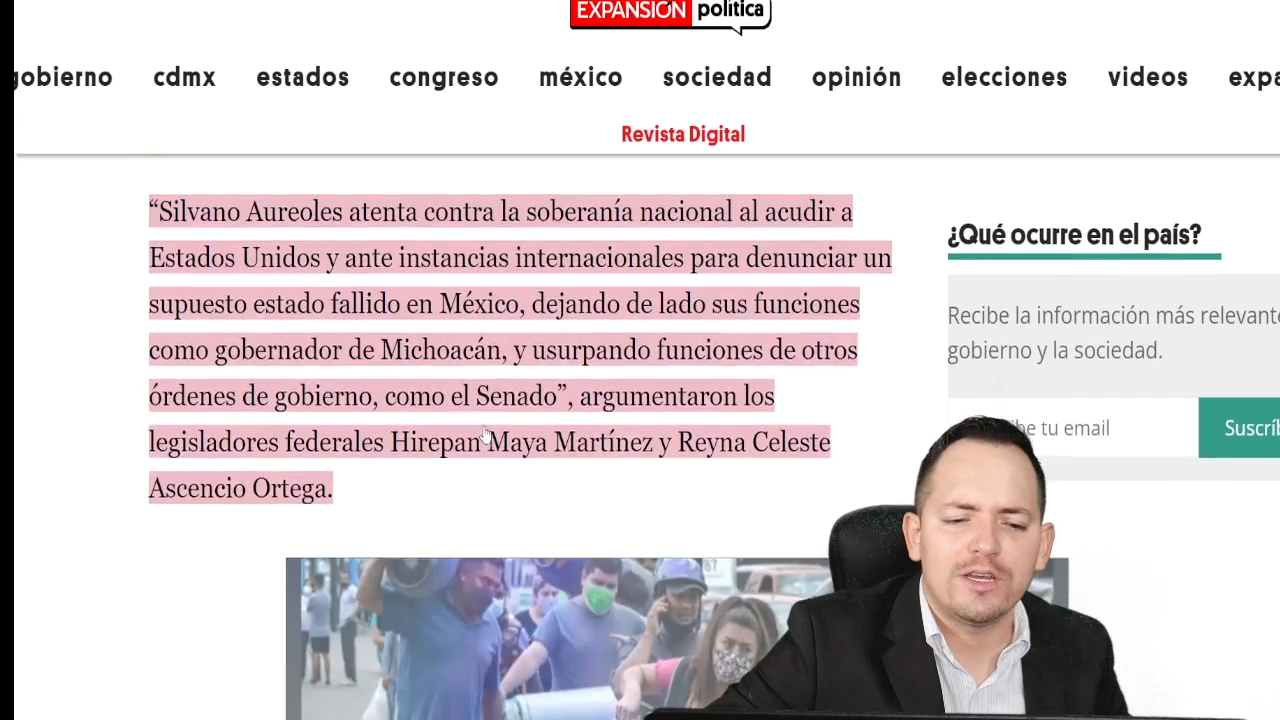 EXPANSIÓN política
gobierno cdmx estados congreso méxico sociedad opinión elecciones videos expa
Revista Digital
“Silvano Aureoles atenta contra la soberanía nacional al acudir a
Estados Unidos y ante instancias internacionales para denunciar un
supuesto estado fallido en México, dejando de lado sus funciones
como gobernador de Michoacán, y usurpando funciones de otros
órdenes de gobierno, como el Senado”, argumentaron los
legisladores federales Hirepan Maya Martínez y Reyna Celeste
Ascencio Ortega.
¿Qué ocurre en el país?
Recibe la información más relevante
gobierno y la sociedad.
be tu email
Suscríb